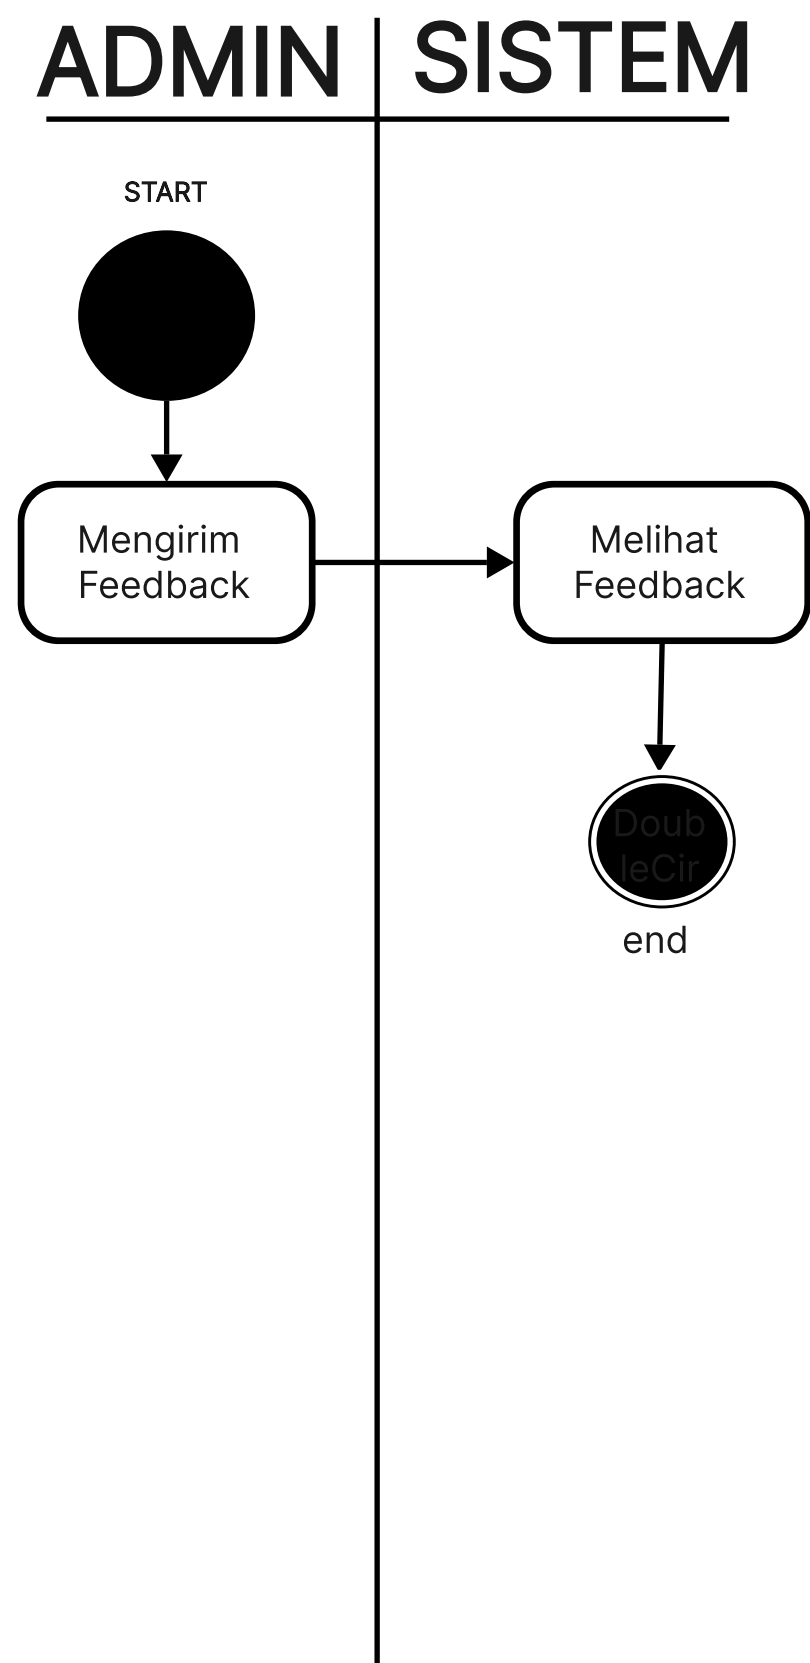 ADMIN SISTEM
START
Mengirim
Feedback
Melihat
Feedback
Doub
leCir
end